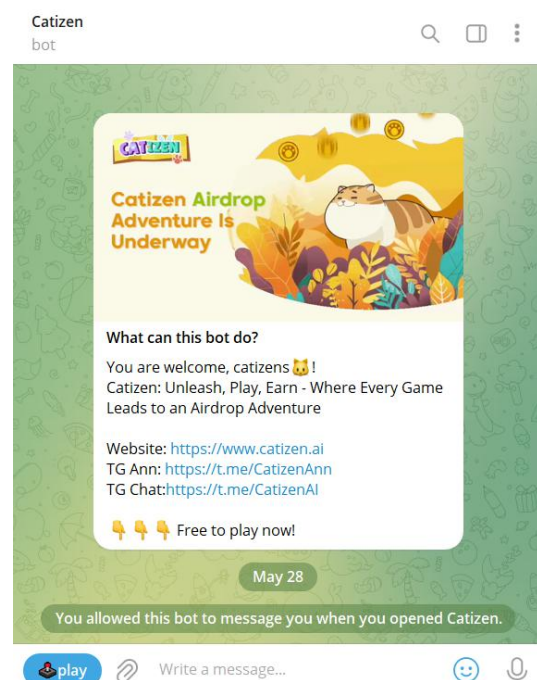 Catizen
bot
CATIZEN
Catizen Airdrop
Adventure Is
Underway
What can this bot do?
You are welcome, catizens🐱!
Catizen: Unleash, Play, Earn - Where Every Game
Leads to an Airdrop Adventure
Website: https://www.catizen.ai
TG Ann: https://t.me/CatizenAnn
TG Chat:https://t.me/CatizenAI
👇 👇 👇 Free to play now!
May 28
You allowed this bot to message you when you opened Catizen.
🕹️play
Write a message...